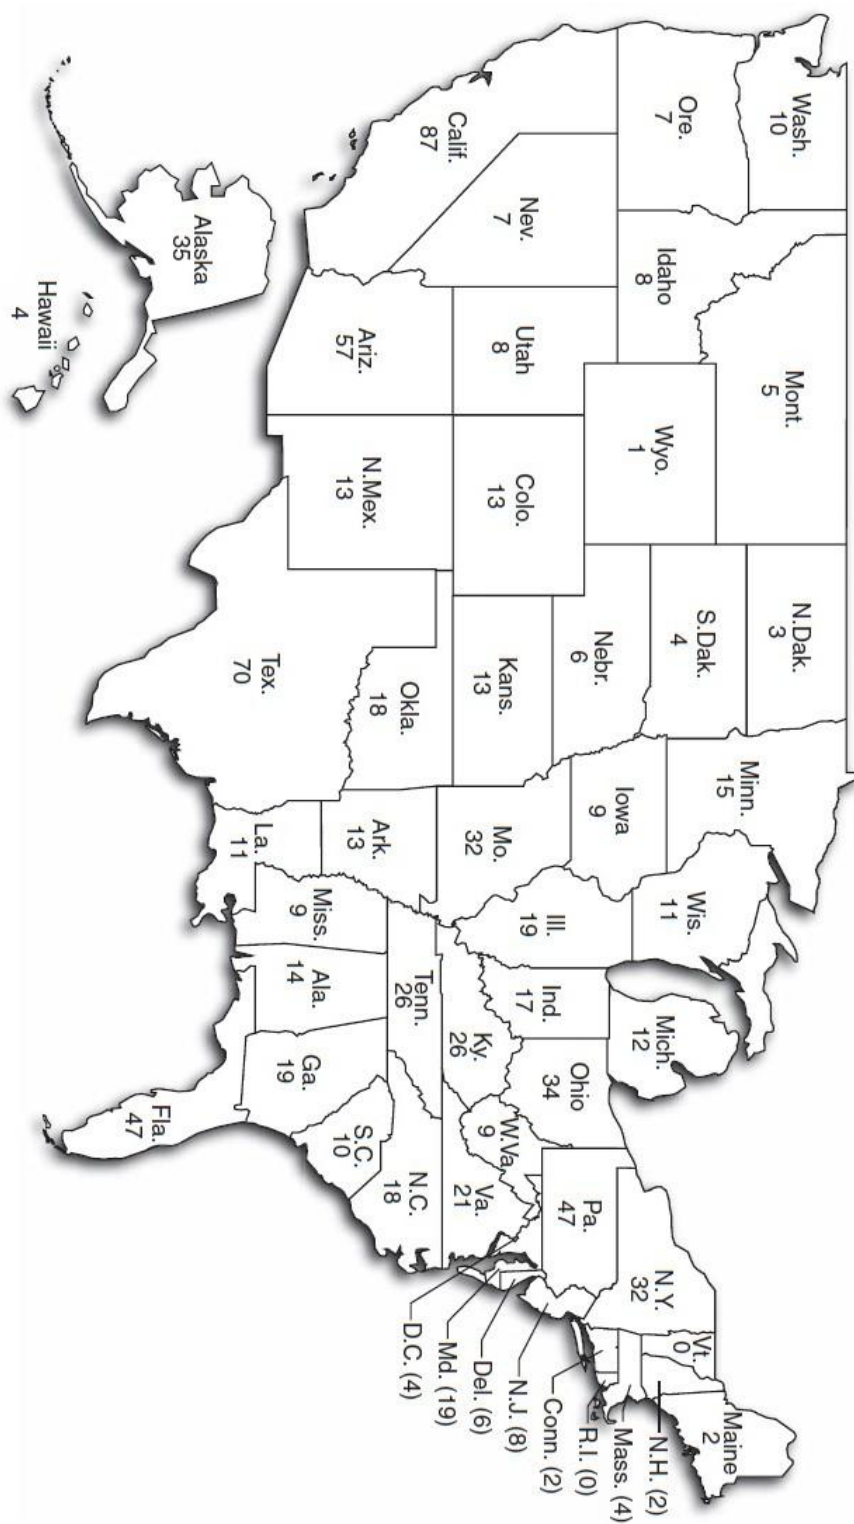 Wash.
10
Ore.
7
Calif.
87
Nev.
7
Idaho
8
Mont.
5
Wyo.
1
Utah
8
Ariz.
57
Colo.
13
N.Mex.
13
N.Dak.
3
S.Dak.
4
Nebr.
6
Kans.
13
Okla.
18
Tex.
70
Minn.
15
Iowa
9
Mo.
32
Ark.
13
La.
11
Wis.
11
Ill.
19
Mich.
12
Ind.
17
Ohio
34
Ky.
26
Tenn.
26
Miss.
9
Ala.
14
Ga.
19
Fla.
47
S.C.
10
N.C.
18
Va.
21
W.Va
9
Pa.
47
N.Y.
32
Vt.
0
Maine
2
N.H. (2)
Mass. (4)
R.I. (0)
Conn. (2)
N.J. (8)
Del. (6)
Md. (19)
D.C. (4)
Alaska
35
Hawaii
4